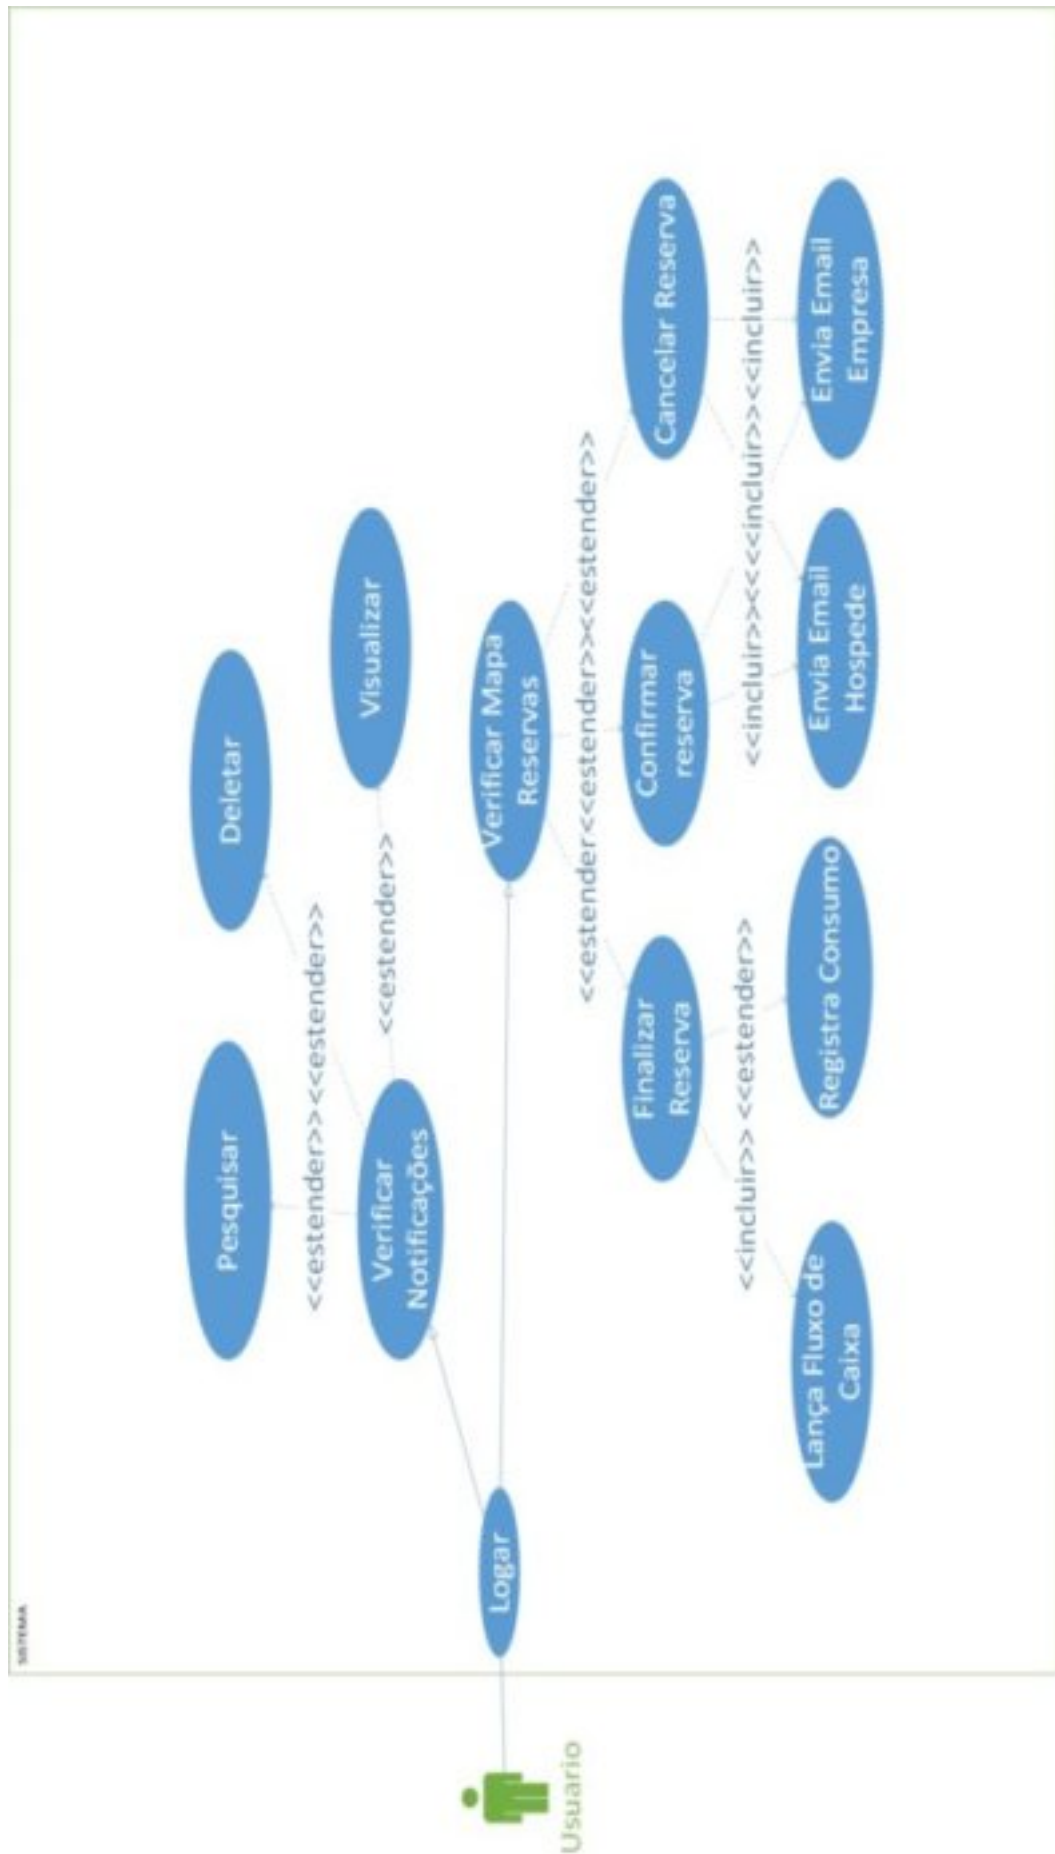 SISTEMA
Usuario
Logar
Pesquisar
Deletar
<<estender>><<estender>>
Verificar
Notificações
<<estender>>
Visualizar
Verificar Mapa
Reservas
<<estender<<estender>><<estender>>
Finalizar
Reserva
Confirmar
reserva
Cancelar Reserva
<<incluir>> <<estender>>
<<incluir>><<<<incluir>><<incluir>>
Lança Fluxo de
Caixa
Registra Consumo
Envia Email
Hospede
Envia Email
Empresa